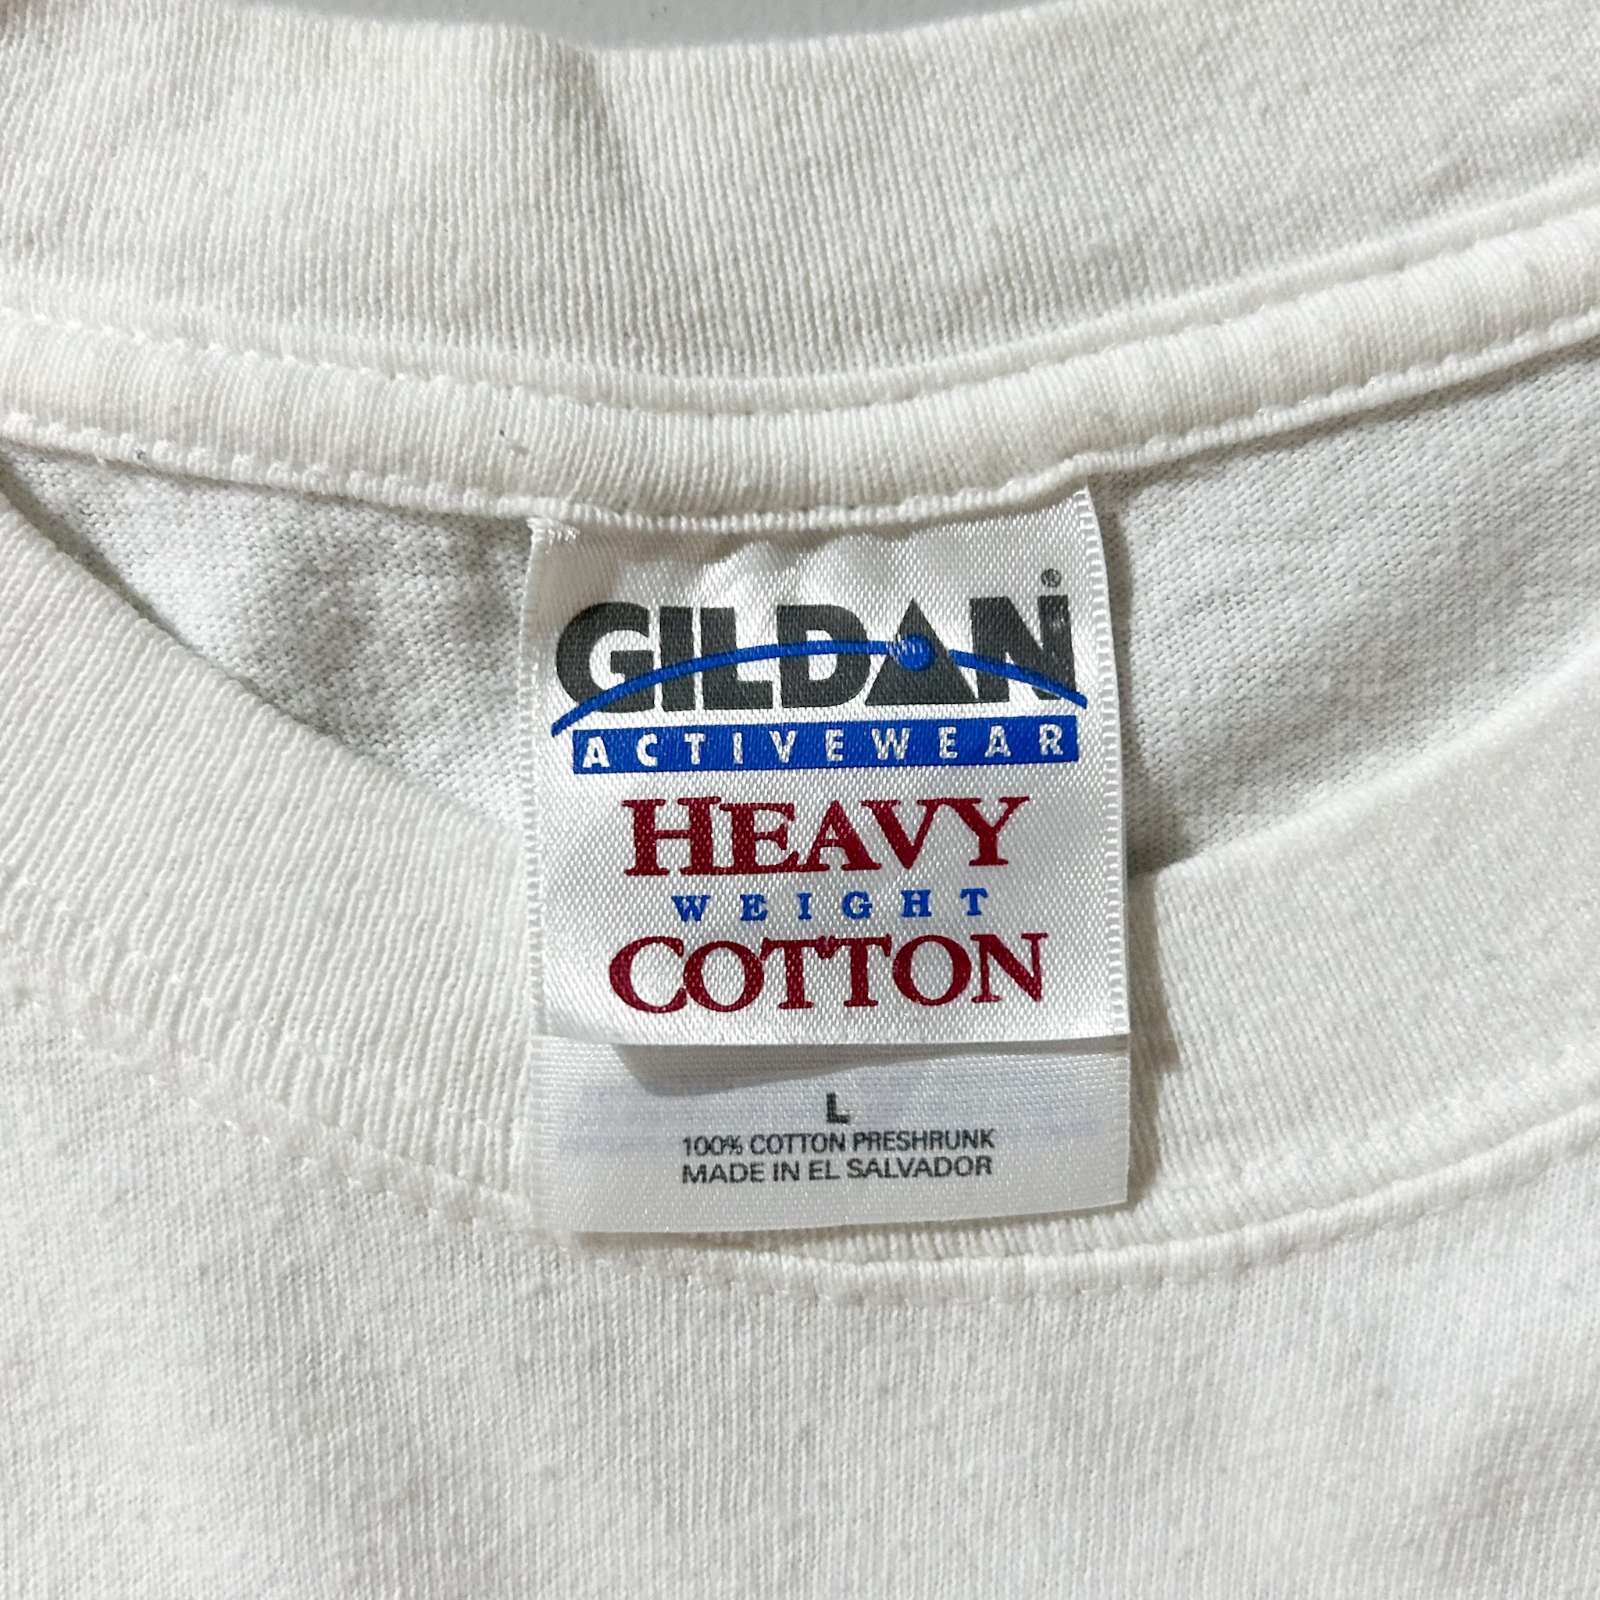 GILDAN®
ACTIVEWEAR
HEAVY
WEIGHT
COTTON
L
100% COTTON PRESHRUNK
MADE IN EL SALVADOR